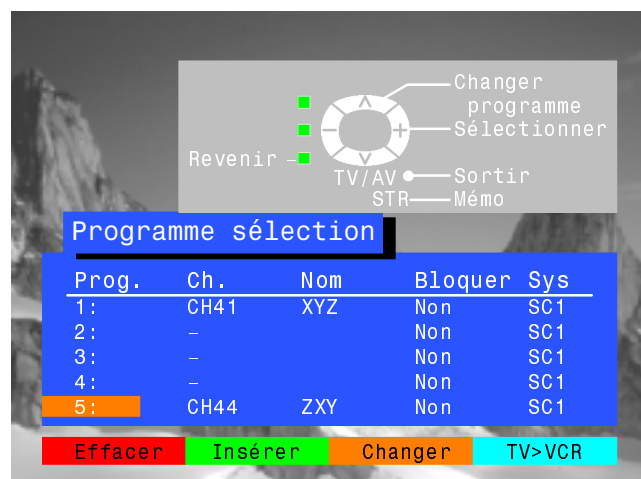 Changer
programme
Sélectionner
Revenir
TV/AV Sortir
STR Mémo
Programme sélection
Prog. Ch. Nom Bloquer Sys
1: CH41 XYZ Non SC1
2: – Non SC1
3: – Non SC1
4: – Non SC1
5: CH44 ZXY Non SC1
Effacer Insérer Changer TV>VCR